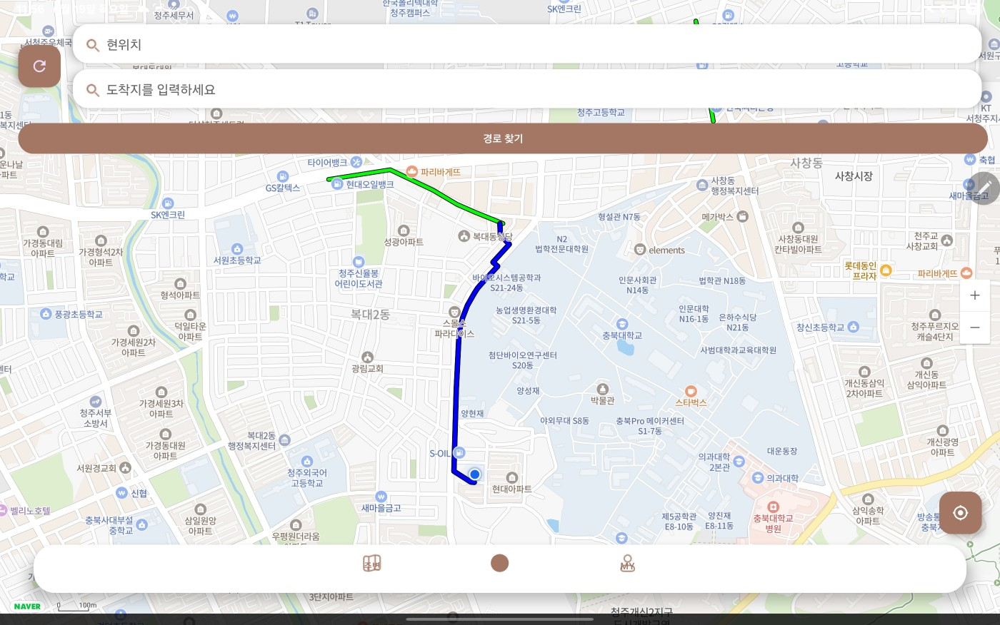 청주세무서
한국폴리텍대학
청주캠퍼스
SK엔크린
현위치
도착지를 입력하세요
청주고등학교
KT
경로 찾기
타이어뱅크
파리바게뜨
GS칼텍스
현대오일뱅크
SK엔크린
사창동
사창시장
축협
사창동
행정복지센터
새마을금고
형설관 N7동
메가박스
가경동대림
아파트
가경형석2차
아파트
서원초등학교
성광아파트
복대동성당
N2
법학전문대학원
elements
사창동대원
칸타빌아파트
천주교
사창교회
청주신율봉
어린이도서관
바이오시스템공학과
S21-24동
인문사회관
N14동
법학관 N18동
롯데동인
프라자
파리바게뜨
형석아파트
풍광초등학교
덕일타운
아파트
복대2동
스몰스
파라다이스
농업생명환경대학
S21-5동
충북대학교
인문대학
N16-1동
은하수식당
N21동
창신초등학교
청주푸르지오
캐슬4단지
가경세원2차
아파트
광림교회
첨단바이오연구센터
S20동
사범대학과교육대학원
개신동삼익
2차아파트
개신동
삼익아파트
가경세원3차
아파트
청주서부
소방서
양성재
박물관
스타벅스
양현재
야외무대 S8동
충북Pro 메이커센터
S1-7동
가경동대원
아파트
복대2동
행정복지센터
S-OIL
개신광영
아파트
대운동장
서원경교회
청주외국어
고등학교
현대아파트
의과대학
2본관
의과대학
신협
벨리노호텔
충북사대부설
중학교
삼일원앙
아파트
새마을금고
우평원더라움
제5공학관
E8-10동
양진재
E8-11동
충북대학교
병원
삼익송학
아파트
주변
MY
3단지아파트
NAVER
0 100m
청주개신2지구